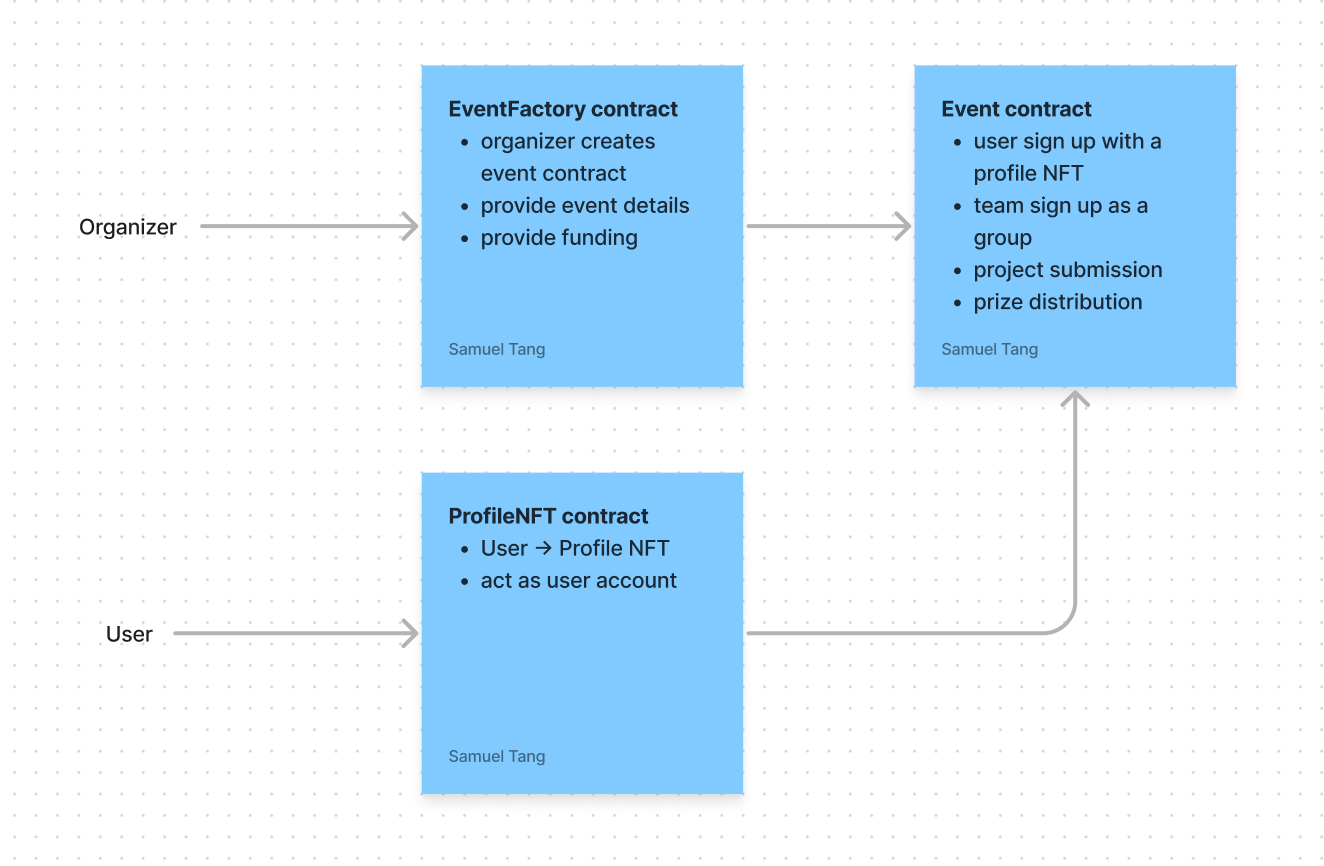 Organizer
EventFactory contract
• organizer creates
event contract
• provide event details
• provide funding
Samuel Tang
Event contract
• user sign up with a
profile NFT
• team sign up as a
group
• project submission
• prize distribution
Samuel Tang
User
ProfileNFT contract
• User → Profile NFT
• act as user account
Samuel Tang